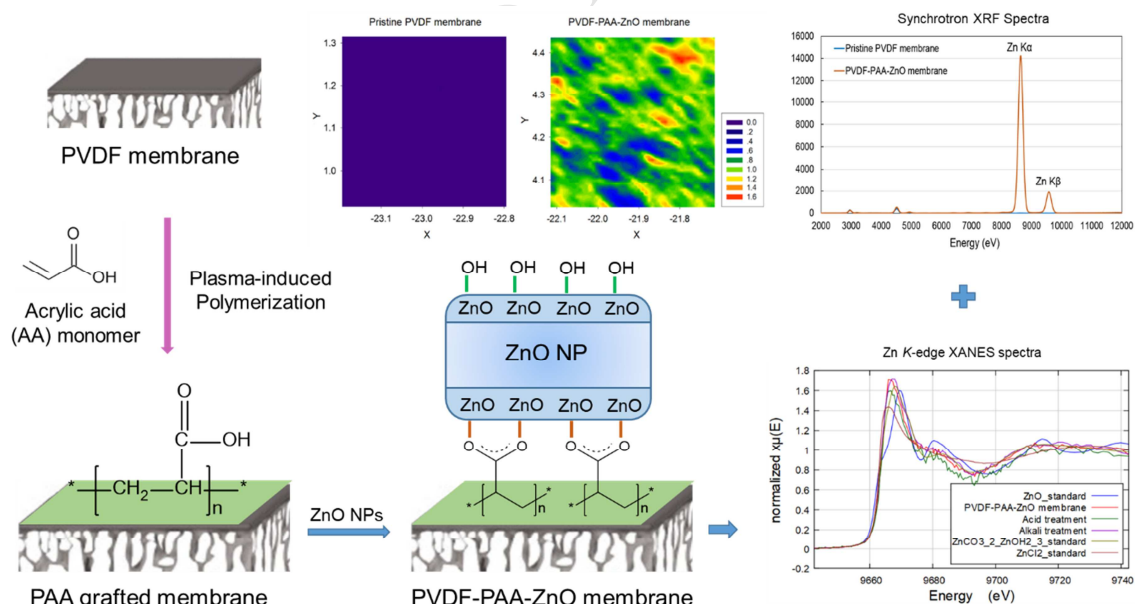 PVDF membrane
Acrylic acid
(AA) monomer
O
OH
Plasma-induced
Polymerization
O
C
OH
*
CH2
CH
n
*
PAA grafted membrane
ZnO NPs
Pristine PVDF membrane
1.3
1.2
1.1
1.0
Y
-23.1
-23.0
-22.9
-22.8
X
PVDF-PAA-ZnO membrane
4.4
4.3
4.2
4.1
Y
-22.1
-22.0
-21.9
-21.8
X
0.0
.2
.4
.6
.8
1.0
1.2
1.4
1.6
OH OH OH OH
ZnO ZnO ZnO ZnO
ZnO NP
ZnO ZnO ZnO ZnO
O O O O
* n * * n *
PVDF-PAA-ZnO membrane
Synchrotron XRF Spectra
16000
14000
12000
10000
8000
6000
4000
2000
0
Pristine PVDF membrane
PVDF-PAA-ZnO membrane
Zn Kα
Zn Kβ
2000 3000 4000 5000 6000 7000 8000 9000 10000 11000 12000
Energy (eV)
Zn K-edge XANES spectra
1.8
1.6
1.4
1.2
1
0.8
0.6
0.4
0.2
0
-0.2
normalized xμ(E)
ZnO_standard
PVDF-PAA-ZnO membrane
Acid treatment
Alkali treatment
ZnCO3_2_ZnOH2_3_standard
ZnCl2_standard
9660 9680 9700 9720 9740
Energy (eV)